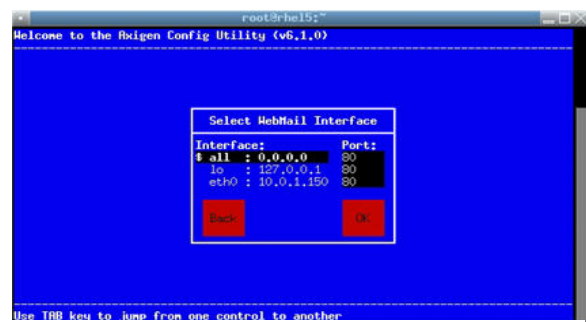 root@rhel5:~
Welcome to the Axigen Config Utility (v6.1.0)
Select WebMail Interface
Interface: Port:
$ all : 0.0.0.0 80
lo : 127.0.0.1 80
eth0 : 10.0.1.150 80
Back OK
Use TAB key to jump from one control to another